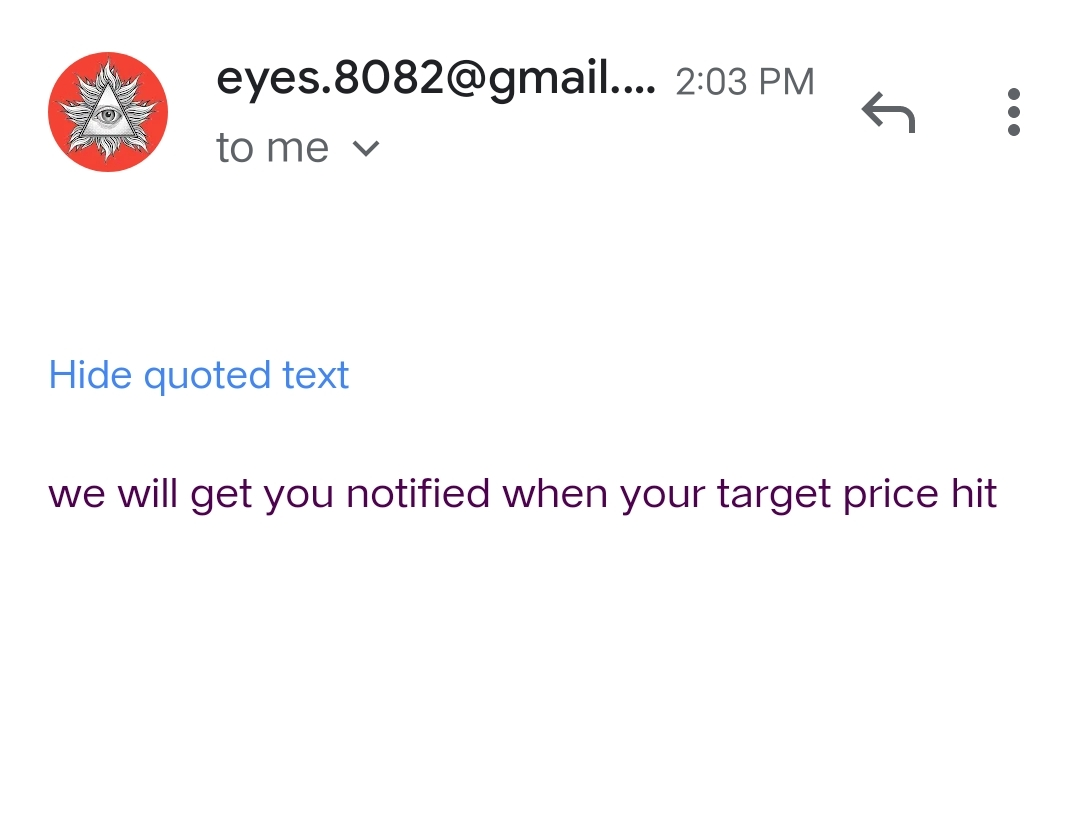 eyes.8082@gmail.... 2:03 PM
to me
Hide quoted text
we will get you notified when your target price hit